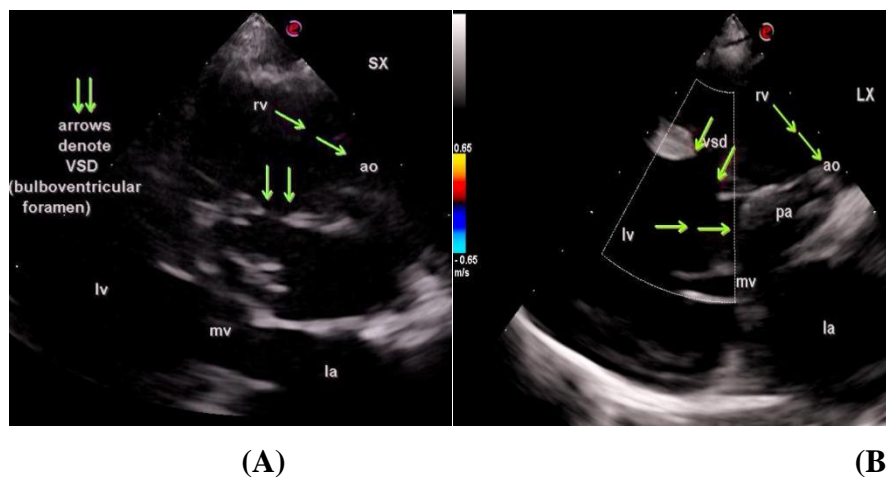 SX
rv
arrows
denote
VSD
(bulboventricular
foramen)
ao
lv
mv
la
LX
rv
vsd
0.65
ao
pa
lv
- 0.65
m/s
mv
la
(A)
(B